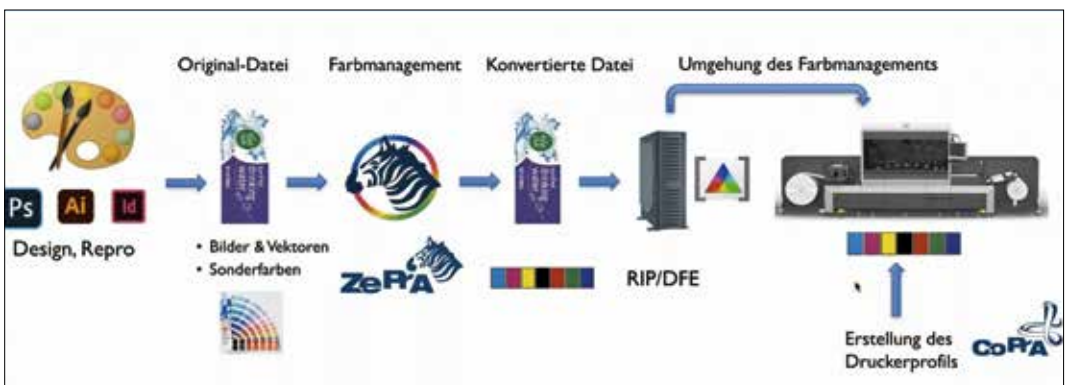 Original-Datei
Farbmanagement
Konvertierte Datei
Umgehung des Farbmanagements
Ps
Ai
Id
Design, Repro
• Bilder & Vektoren
• Sonderfarben
ZePrA
RIP/DFE
Erstellung des
Druckerprofils
CoPrA